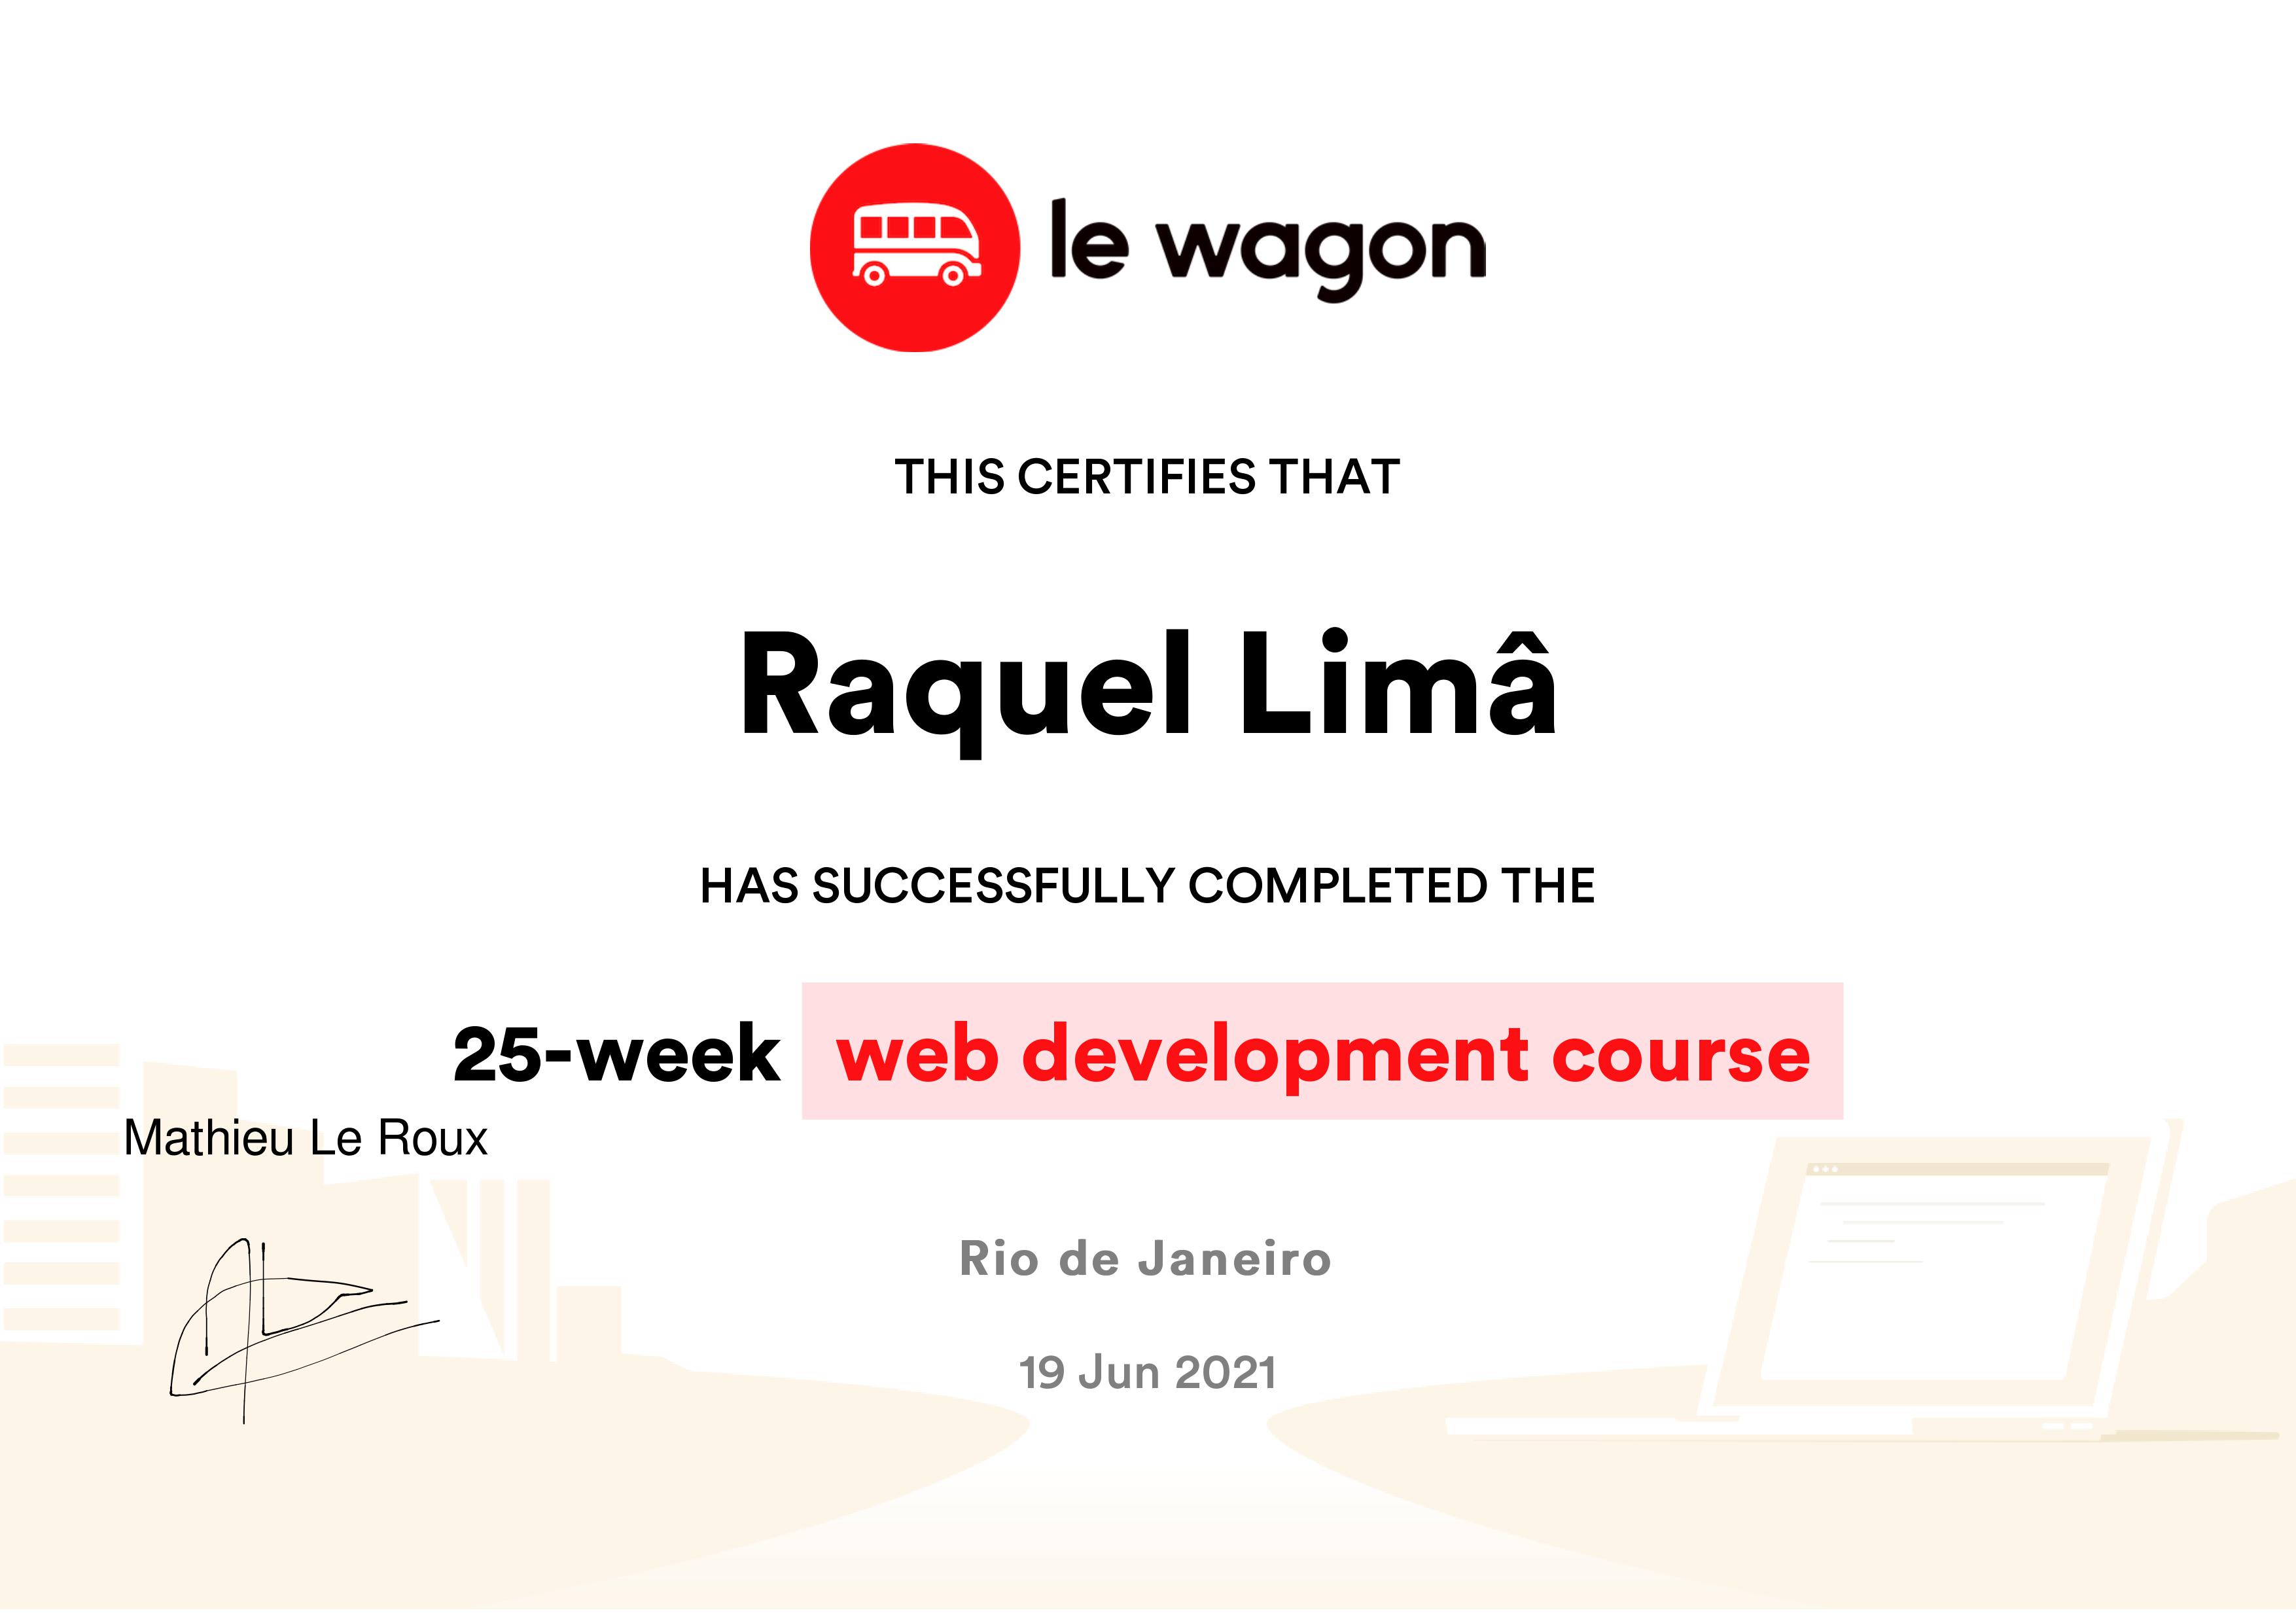 le wagon
THIS CERTIFIES THAT
Raquel Limâ
HAS SUCCESSFULLY COMPLETED THE
25-week web development course
Mathieu Le Roux
Rio de Janeiro
19 Jun 2021